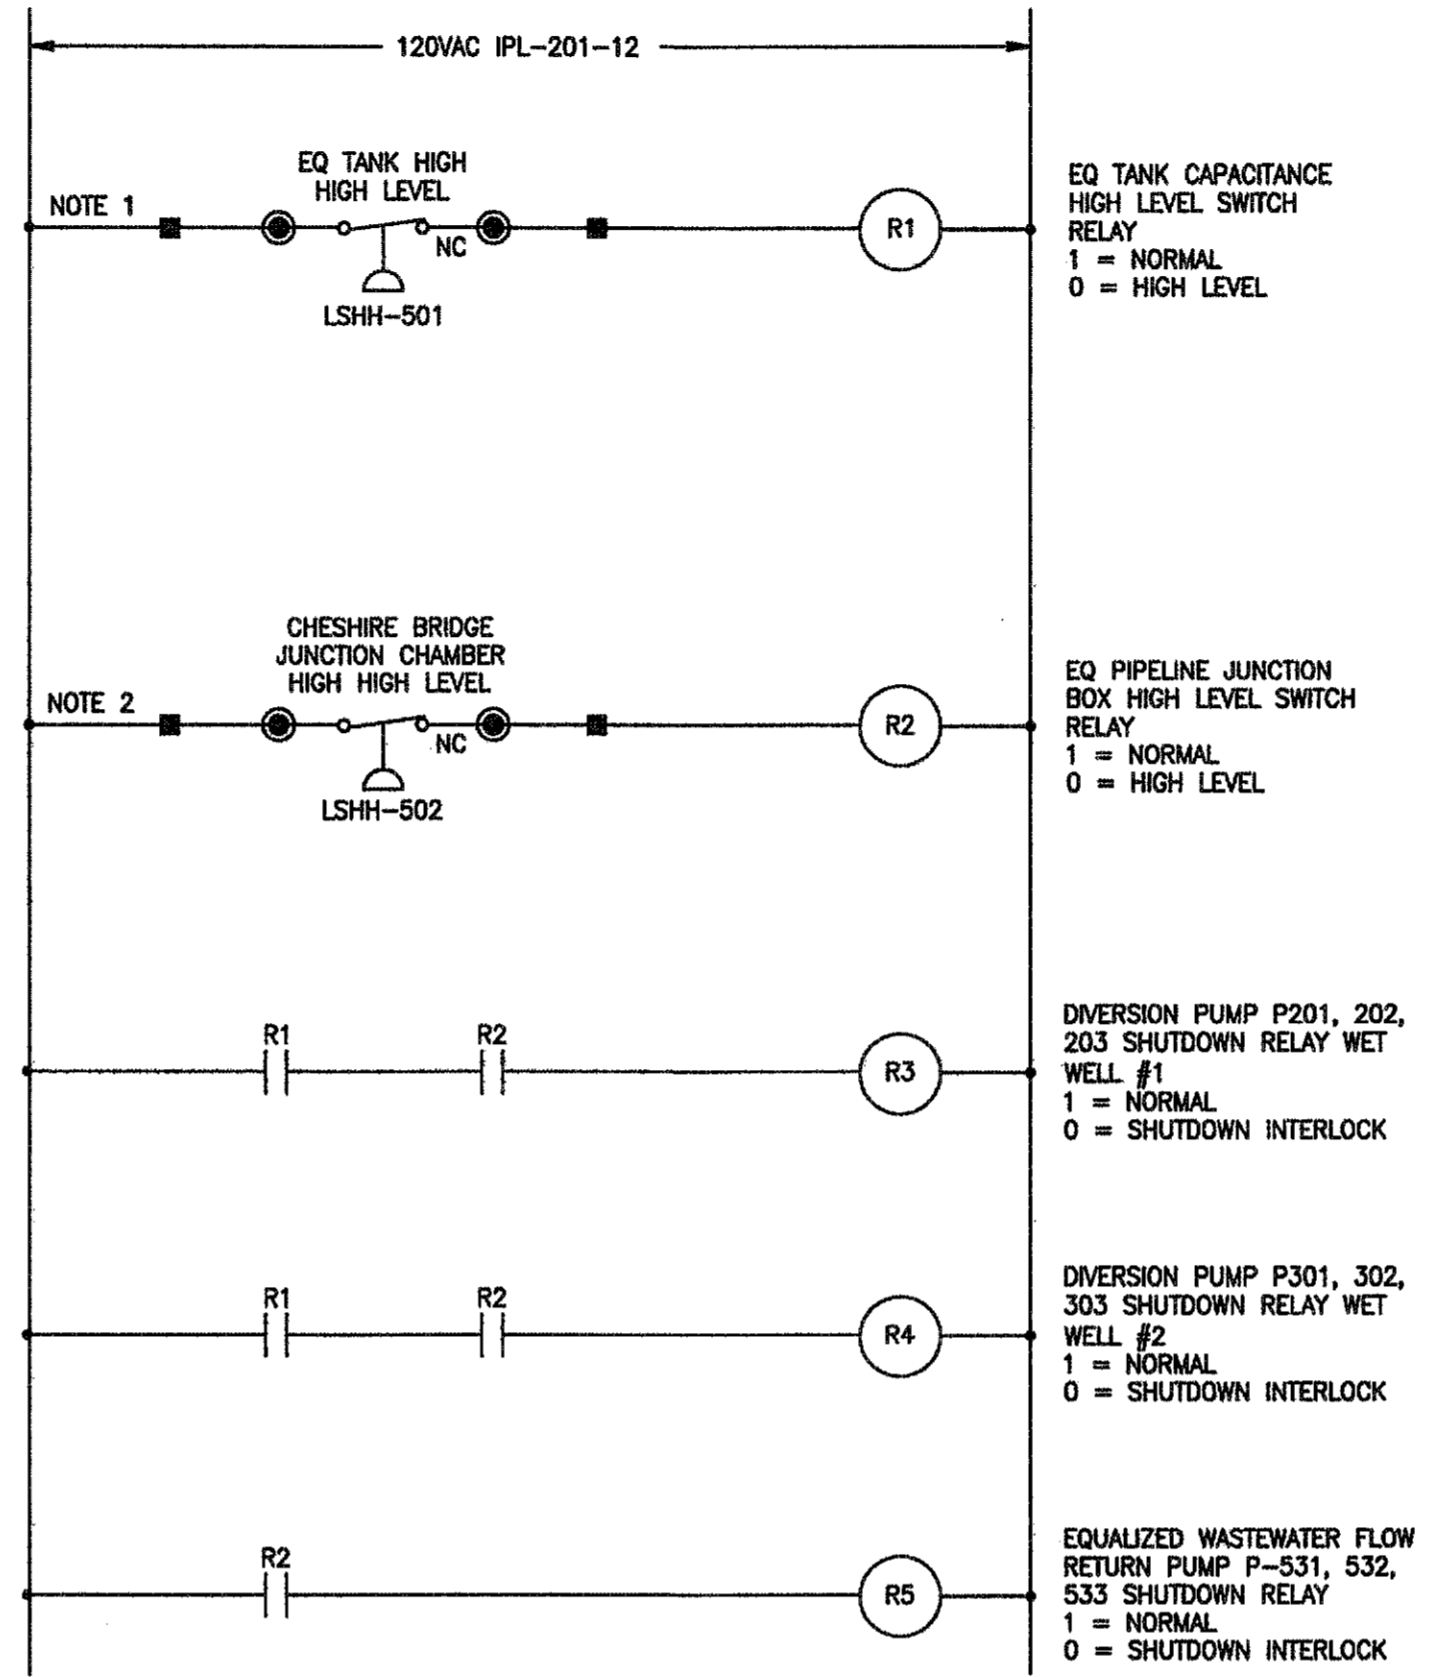 120VAC IPL-201-12
EQ TANK HIGH
HIGH LEVEL
NOTE 1
NC
LSHH-501
R1
EQ TANK CAPACITANCE
HIGH LEVEL SWITCH
RELAY
1 = NORMAL
0 = HIGH LEVEL
CHESHIRE BRIDGE
JUNCTION CHAMBER
HIGH HIGH LEVEL
NOTE 2
NC
LSHH-502
R2
EQ PIPELINE JUNCTION
BOX HIGH LEVEL SWITCH
RELAY
1 = NORMAL
0 = HIGH LEVEL
R1
R2
R3
DIVERSION PUMP P201, 202,
203 SHUTDOWN RELAY WET
WELL #1
1 = NORMAL
0 = SHUTDOWN INTERLOCK
R1
R2
R4
DIVERSION PUMP P301, 302,
303 SHUTDOWN RELAY WET
WELL #2
1 = NORMAL
0 = SHUTDOWN INTERLOCK
R2
R5
EQUALIZED WASTEWATER FLOW
RETURN PUMP P-531, 532,
533 SHUTDOWN RELAY
1 = NORMAL
0 = SHUTDOWN INTERLOCK